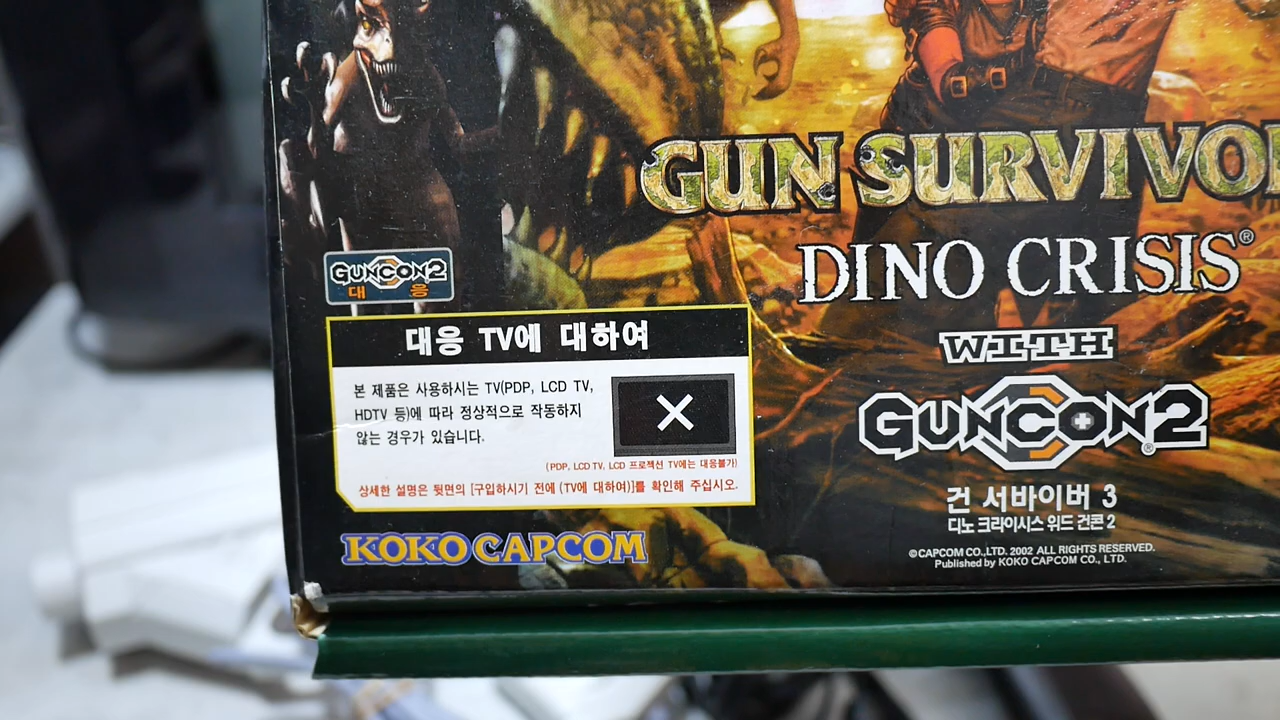 GUN SURVIVO
DINO CRISIS®
WITH
GUNCON2®
건 서바이버 3
디노 크라이시스 위드 건콘 2
©CAPCOM CO.,LTD. 2002 ALL RIGHTS RESERVED.
Published by KOKO CAPCOM CO., LTD.
GUNCON2
대 응
대응 TV에 대하여
본 제품은 사용하시는 TV(PDP, LCD TV,
HDTV 등)에 따라 정상적으로 작동하지
않는 경우가 있습니다.
(PDP, LCD TV, LCD 프로젝션 TV에는 대응불가)
상세한 설명은 뒷면의 [구입하시기 전에 (TV에 대하여)]를 확인해 주십시오.
KOKO CAPCOM